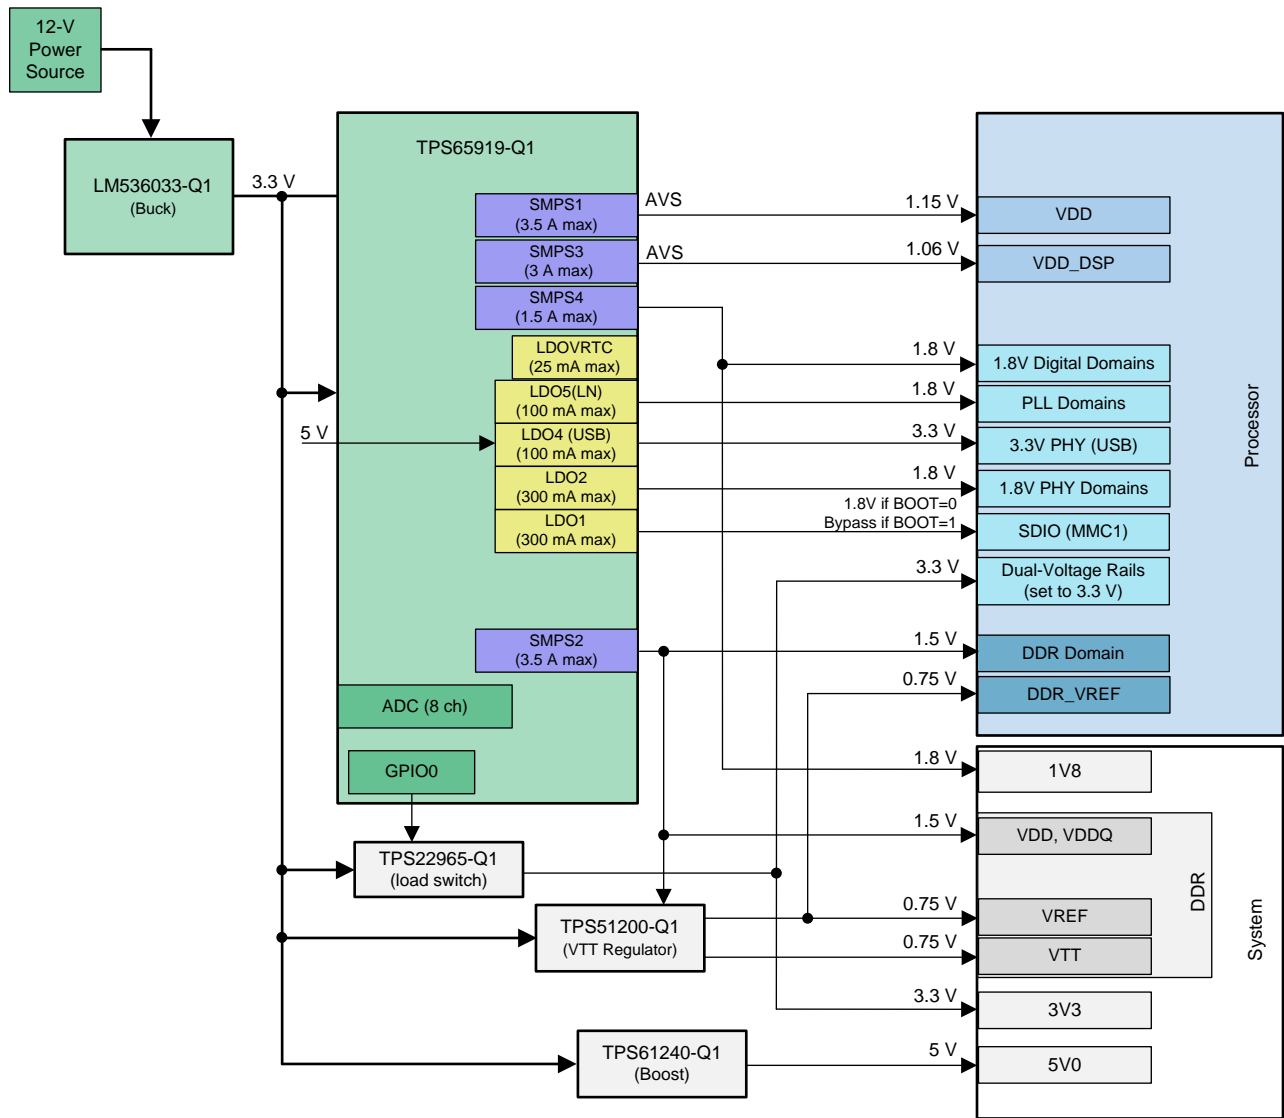 12-V
Power
Source
LM536033-Q1
(Buck)
3.3 V
TPS65919-Q1
SMPS1
(3.5 A max)
AVS
1.15 V
VDD
SMPS3
(3 A max)
AVS
1.06 V
VDD_DSP
SMPS4
(1.5 A max)
LDOVRTC
(25 mA max)
1.8 V
1.8V Digital Domains
LDO5(LN)
(100 mA max)
1.8 V
PLL Domains
5 V
LDO4 (USB)
(100 mA max)
3.3 V
3.3V PHY (USB)
LDO2
(300 mA max)
1.8 V
1.8V PHY Domains
LDO1
(300 mA max)
1.8V if BOOT=0
Bypass if BOOT=1
SDIO (MMC1)
3.3 V
Dual-Voltage Rails
(set to 3.3 V)
Processor
SMPS2
(3.5 A max)
1.5 V
DDR Domain
0.75 V
DDR_VREF
ADC (8 ch)
GPIO0
1.8 V
1V8
1.5 V
VDD, VDDQ
TPS22965-Q1
(load switch)
TPS51200-Q1
(VTT Regulator)
0.75 V
VREF
0.75 V
VTT
DDR
System
3.3 V
3V3
TPS61240-Q1
(Boost)
5 V
5V0